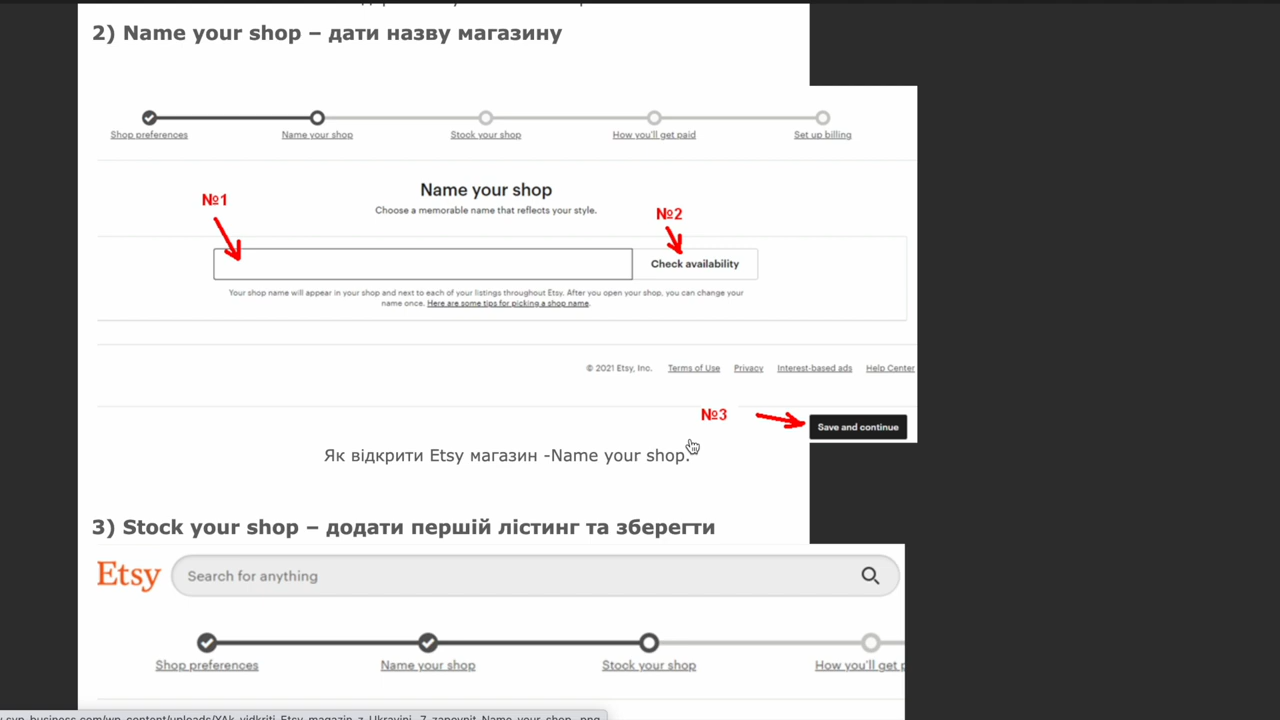 2) Name your shop – дати назву магазину
Shop preferences
Name your shop
Stock your shop
How you'll get paid
Set up billing
Name your shop
Choose a memorable name that reflects your style.
№1
№2
Check availability
Your shop name will appear in your shop and next to each of your listings throughout Etsy. After you open your shop, you can change your
name once. Here are some tips for picking a shop name.
© 2021 Etsy, Inc. Terms of Use Privacy Interest-based ads Help Center
№3
Save and continue
Як відкрити Etsy магазин -Name your shop.
3) Stock your shop – додати першій лістинг та зберегти
Etsy
Search for anything
Shop preferences
Name your shop
Stock your shop
How you'll get